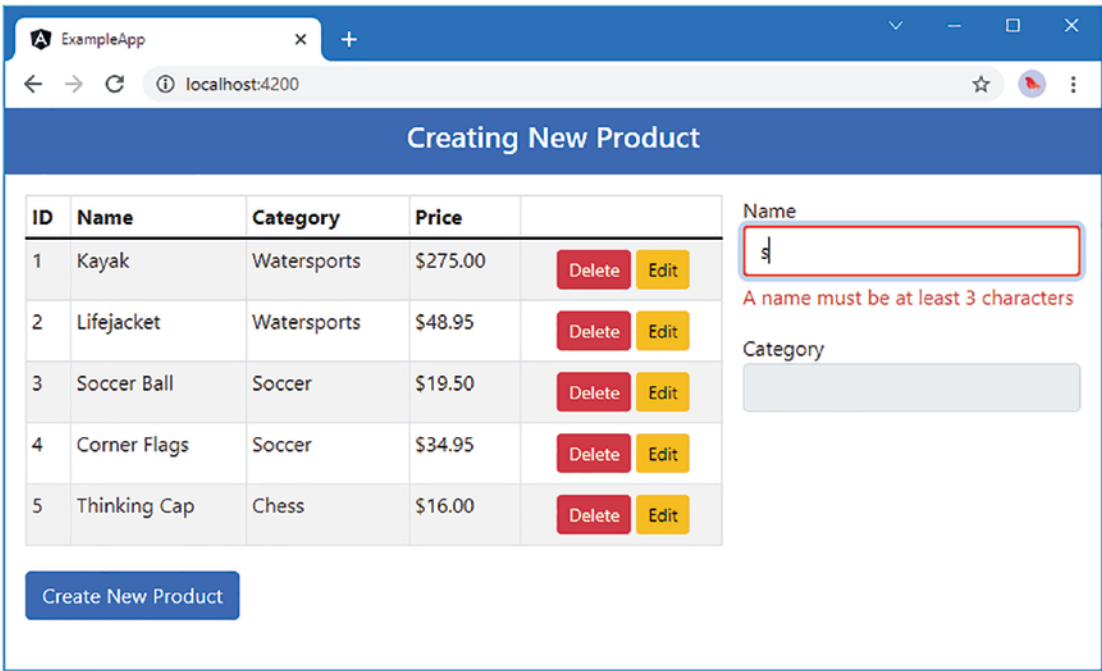 ExampleApp
localhost:4200
Creating New Product
ID Name Category Price
1 Kayak Watersports $275.00 Delete Edit
2 Lifejacket Watersports $48.95 Delete Edit
3 Soccer Ball Soccer $19.50 Delete Edit
4 Corner Flags Soccer $34.95 Delete Edit
5 Thinking Cap Chess $16.00 Delete Edit
Create New Product
Name
s
A name must be at least 3 characters
Category